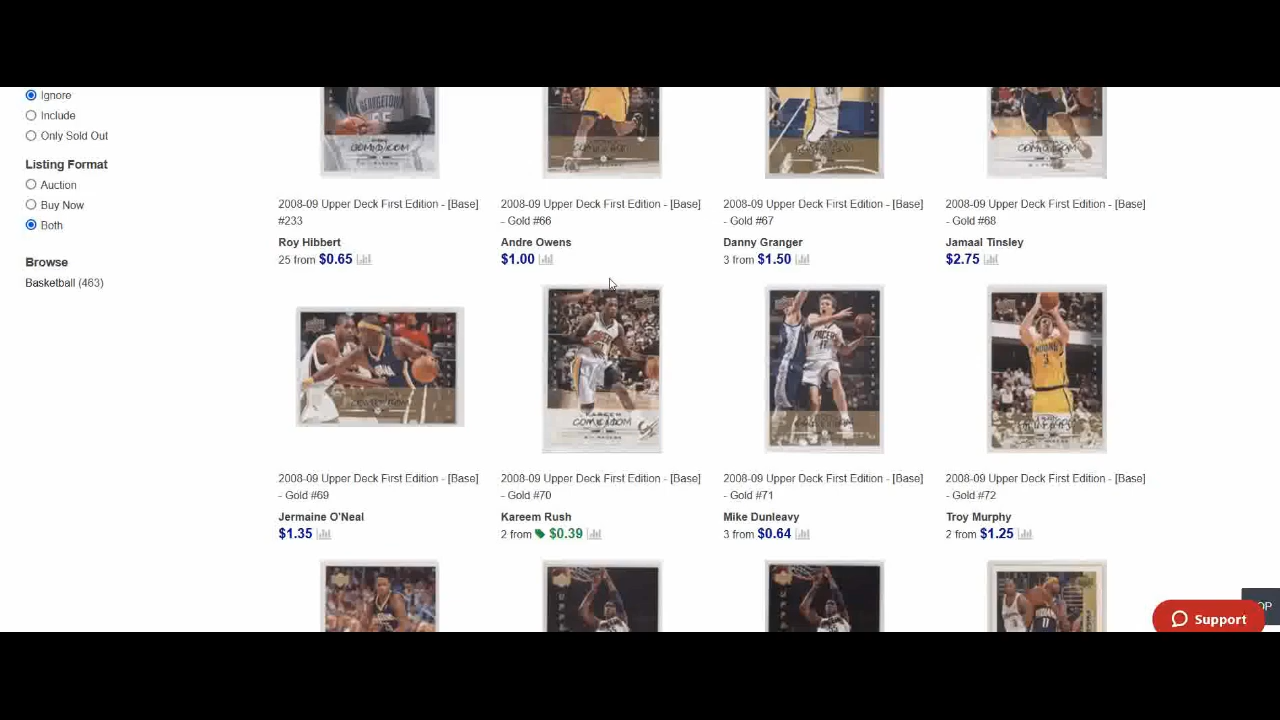 Ignore
Include
Only Sold Out
Listing Format
Auction
Buy Now
Both
Browse
Basketball (463)
2008-09 Upper Deck First Edition - [Base]
#233
Roy Hibbert
25 from $0.65
2008-09 Upper Deck First Edition - [Base]
- Gold #66
Andre Owens
$1.00
2008-09 Upper Deck First Edition - [Base]
- Gold #67
Danny Granger
3 from $1.50
2008-09 Upper Deck First Edition - [Base]
- Gold #68
Jamaal Tinsley
$2.75
2008-09 Upper Deck First Edition - [Base]
- Gold #69
Jermaine O'Neal
$1.35
2008-09 Upper Deck First Edition - [Base]
- Gold #70
Kareem Rush
2 from $0.39
2008-09 Upper Deck First Edition - [Base]
- Gold #71
Mike Dunleavy
3 from $0.64
2008-09 Upper Deck First Edition - [Base]
- Gold #72
Troy Murphy
2 from $1.25
Support